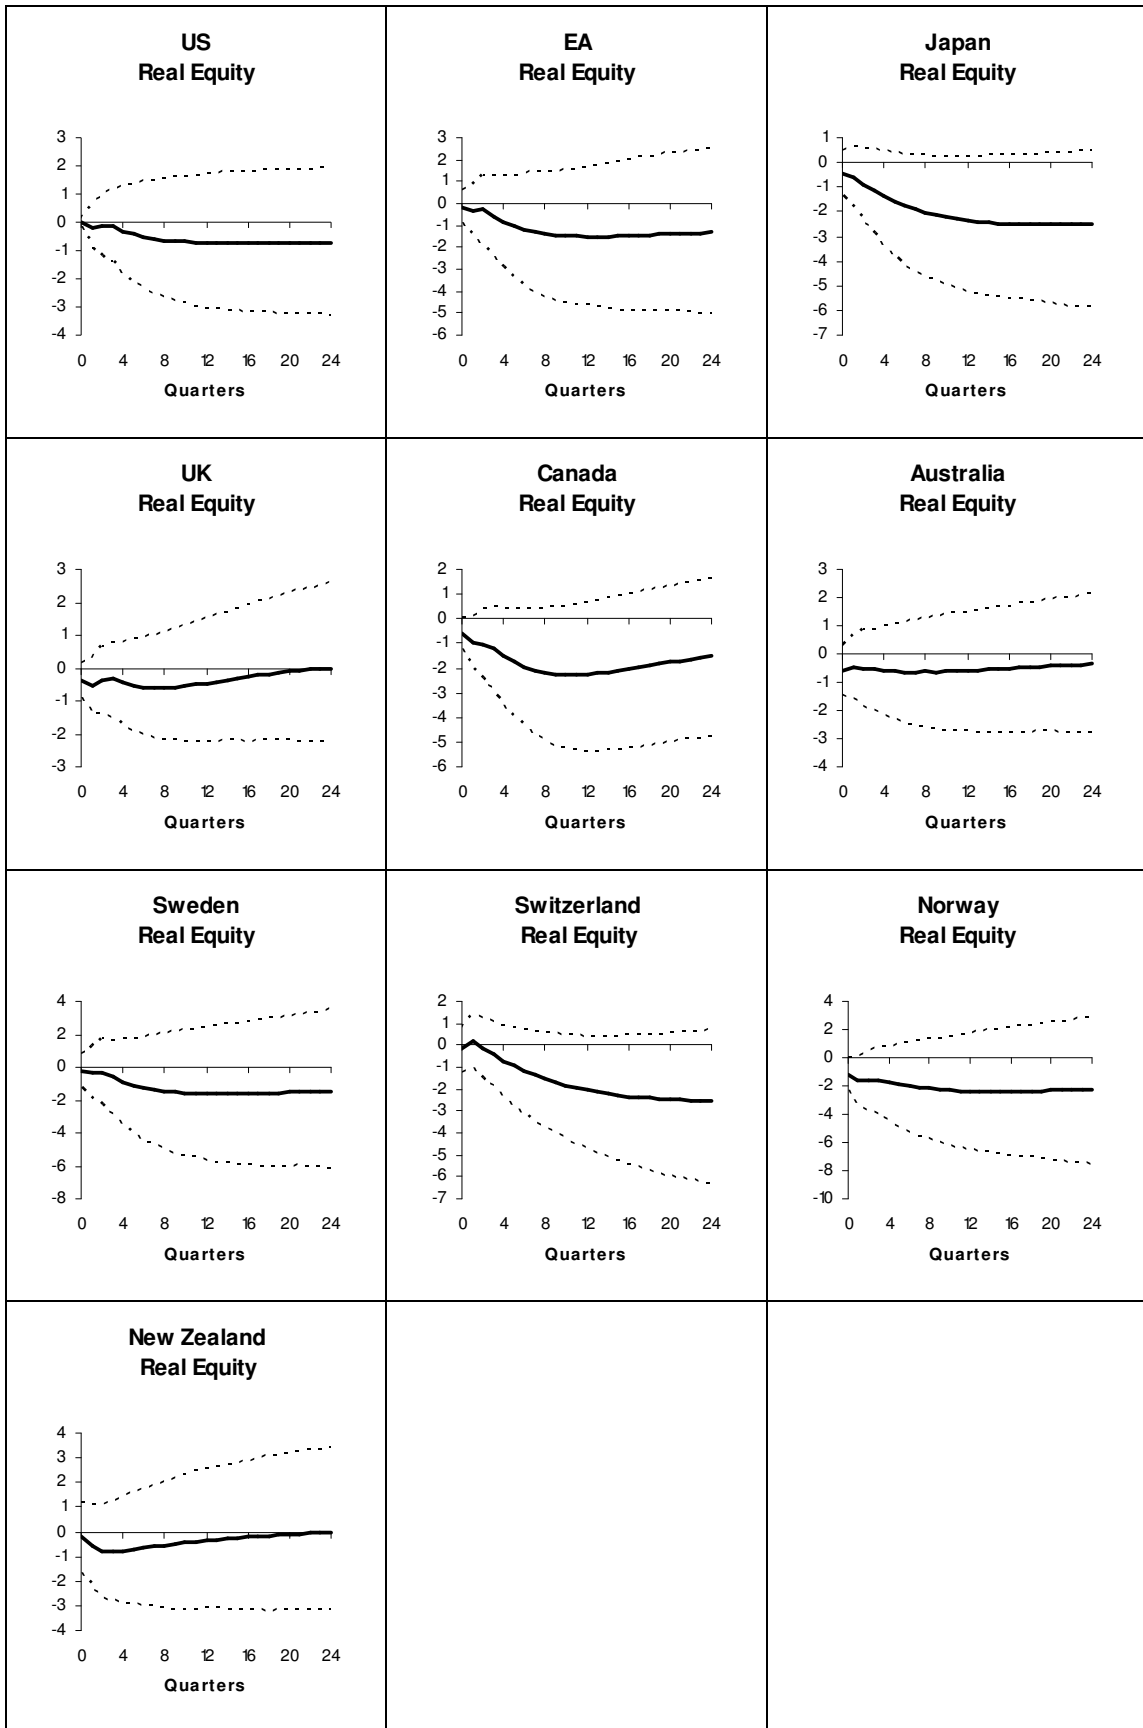 US
Real Equity
3
2
1
0
-1
-2
-3
-4
0 4 8 12 16 20 24
Quarters
EA
Real Equity
3
2
1
0
-1
-2
-3
-4
-5
-6
0 4 8 12 16 20 24
Quarters
Japan
Real Equity
1
0
-1
-2
-3
-4
-5
-6
-7
0 4 8 12 16 20 24
Quarters
UK
Real Equity
3
2
1
0
-1
-2
-3
0 4 8 12 16 20 24
Quarters
Canada
Real Equity
2
1
0
-1
-2
-3
-4
-5
-6
0 4 8 12 16 20 24
Quarters
Australia
Real Equity
3
2
1
0
-1
-2
-3
-4
0 4 8 12 16 20 24
Quarters
Sweden
Real Equity
4
2
0
-2
-4
-6
-8
0 4 8 12 16 20 24
Quarters
Switzerland
Real Equity
2
1
0
-1
-2
-3
-4
-5
-6
-7
0 4 8 12 16 20 24
Quarters
Norway
Real Equity
4
2
0
-2
-4
-6
-8
-10
0 4 8 12 16 20 24
Quarters
New Zealand
Real Equity
4
3
2
1
0
-1
-2
-3
-4
0 4 8 12 16 20 24
Quarters